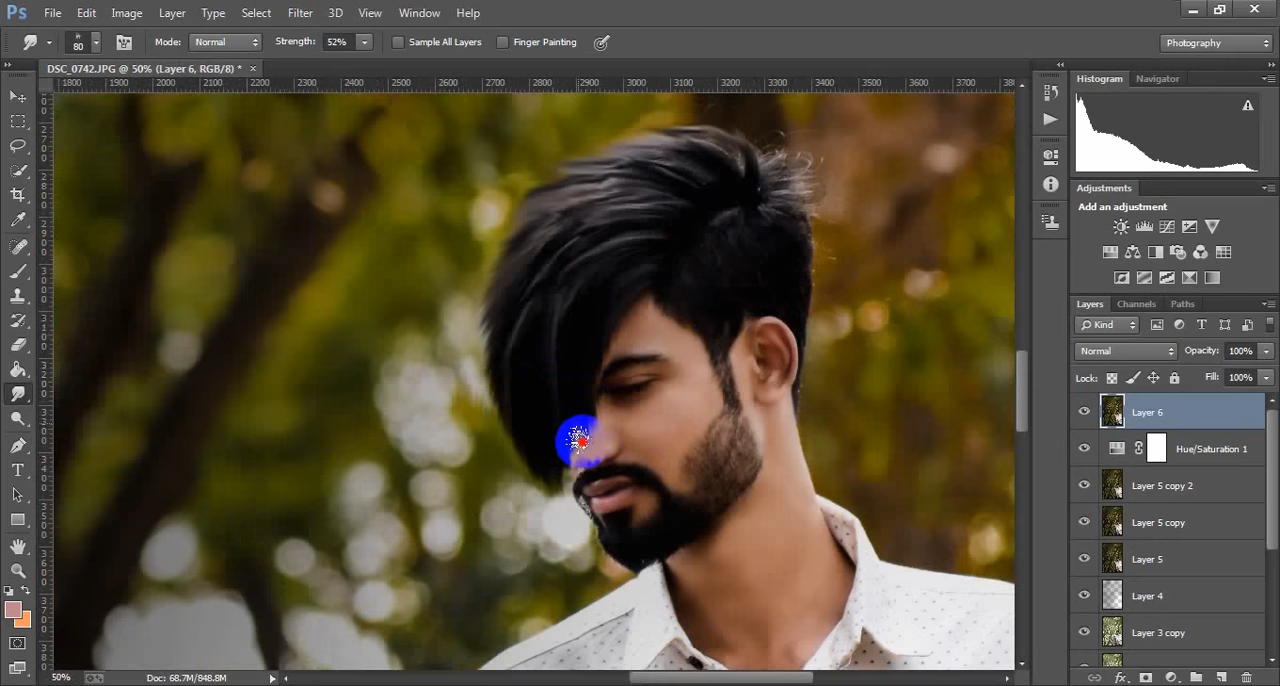 Ps File Edit Image Layer Type Select Filter 3D View Window Help
80 Mode: Normal Strength: 52% Sample All Layers Finger Painting Photography
DSC_0742.JPG @ 50% (Layer 6, RGB/8) * ×
1800 1900 2000 2100 2200 2300 2400 2500 2600 2700 2800 2900 3000 3100 3200 3300 3400 3500 3600 3700
Histogram Navigator
Adjustments
Add an adjustment
Layers Channels Paths
Kind
Normal Opacity: 100%
Lock: Fill: 100%
Layer 6
Hue/Saturation 1
Layer 5 copy 2
Layer 5 copy
Layer 5
Layer 4
Layer 3 copy
50% Doc: 68.7M/848.8M